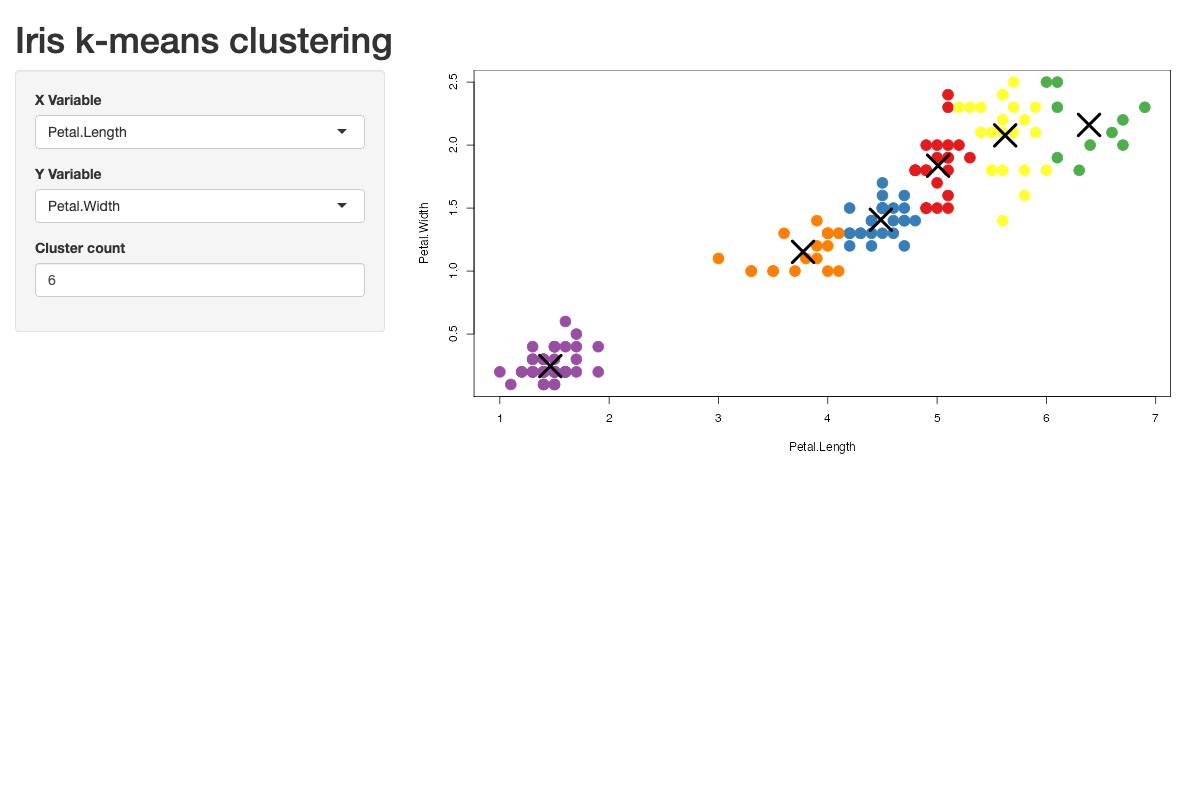 Iris k-means clustering
X Variable
Petal.Length
Y Variable
Petal.Width
Cluster count
6
Petal.Width
2.5
2.0
1.5
1.0
0.5
1 2 3 4 5 6 7
Petal.Length